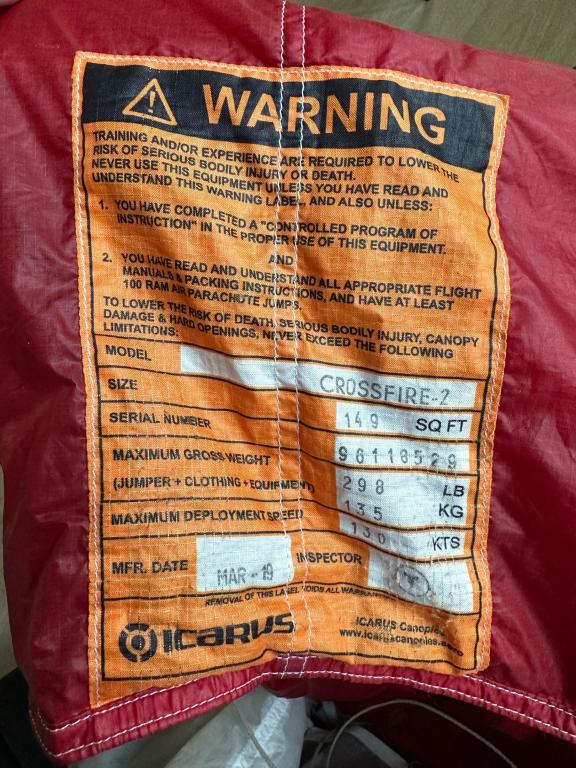 WARNING
TRAINING AND/OR EXPERIENCE ARE REQUIRED TO LOWER THE
RISK OF SERIOUS BODILY INJURY OR DEATH.
NEVER USE THIS EQUIPMENT UNLESS YOU HAVE READ AND
UNDERSTAND THIS WARNING LABEL, AND ALSO UNLESS:
1. YOU HAVE COMPLETED A "CONTROLLED PROGRAM OF
INSTRUCTION" IN THE PROPER USE OF THIS EQUIPMENT.
AND
2. YOU HAVE READ AND UNDERSTAND ALL APPROPRIATE FLIGHT
MANUALS & PACKING INSTRUCTIONS, AND HAVE AT LEAST
100 RAM AIR PARACHUTE JUMPS.
TO LOWER THE RISK OF DEATH, SERIOUS BODILY INJURY, CANOPY
DAMAGE & HARD OPENINGS, NEVER EXCEED THE FOLLOWING
LIMITATIONS:
MODEL CROSSFIRE-2
SIZE 149 SQ FT
SERIAL NUMBER 96118529
MAXIMUM GROSS WEIGHT 298 LB
(JUMPER + CLOTHING + EQUIPMENT) 135 KG
MAXIMUM DEPLOYMENT SPEED 130 KTS
MFR. DATE MAR-19 INSPECTOR
REMOVAL OF THIS LABEL VOIDS ALL
ICARUS
ICARUS Canopies